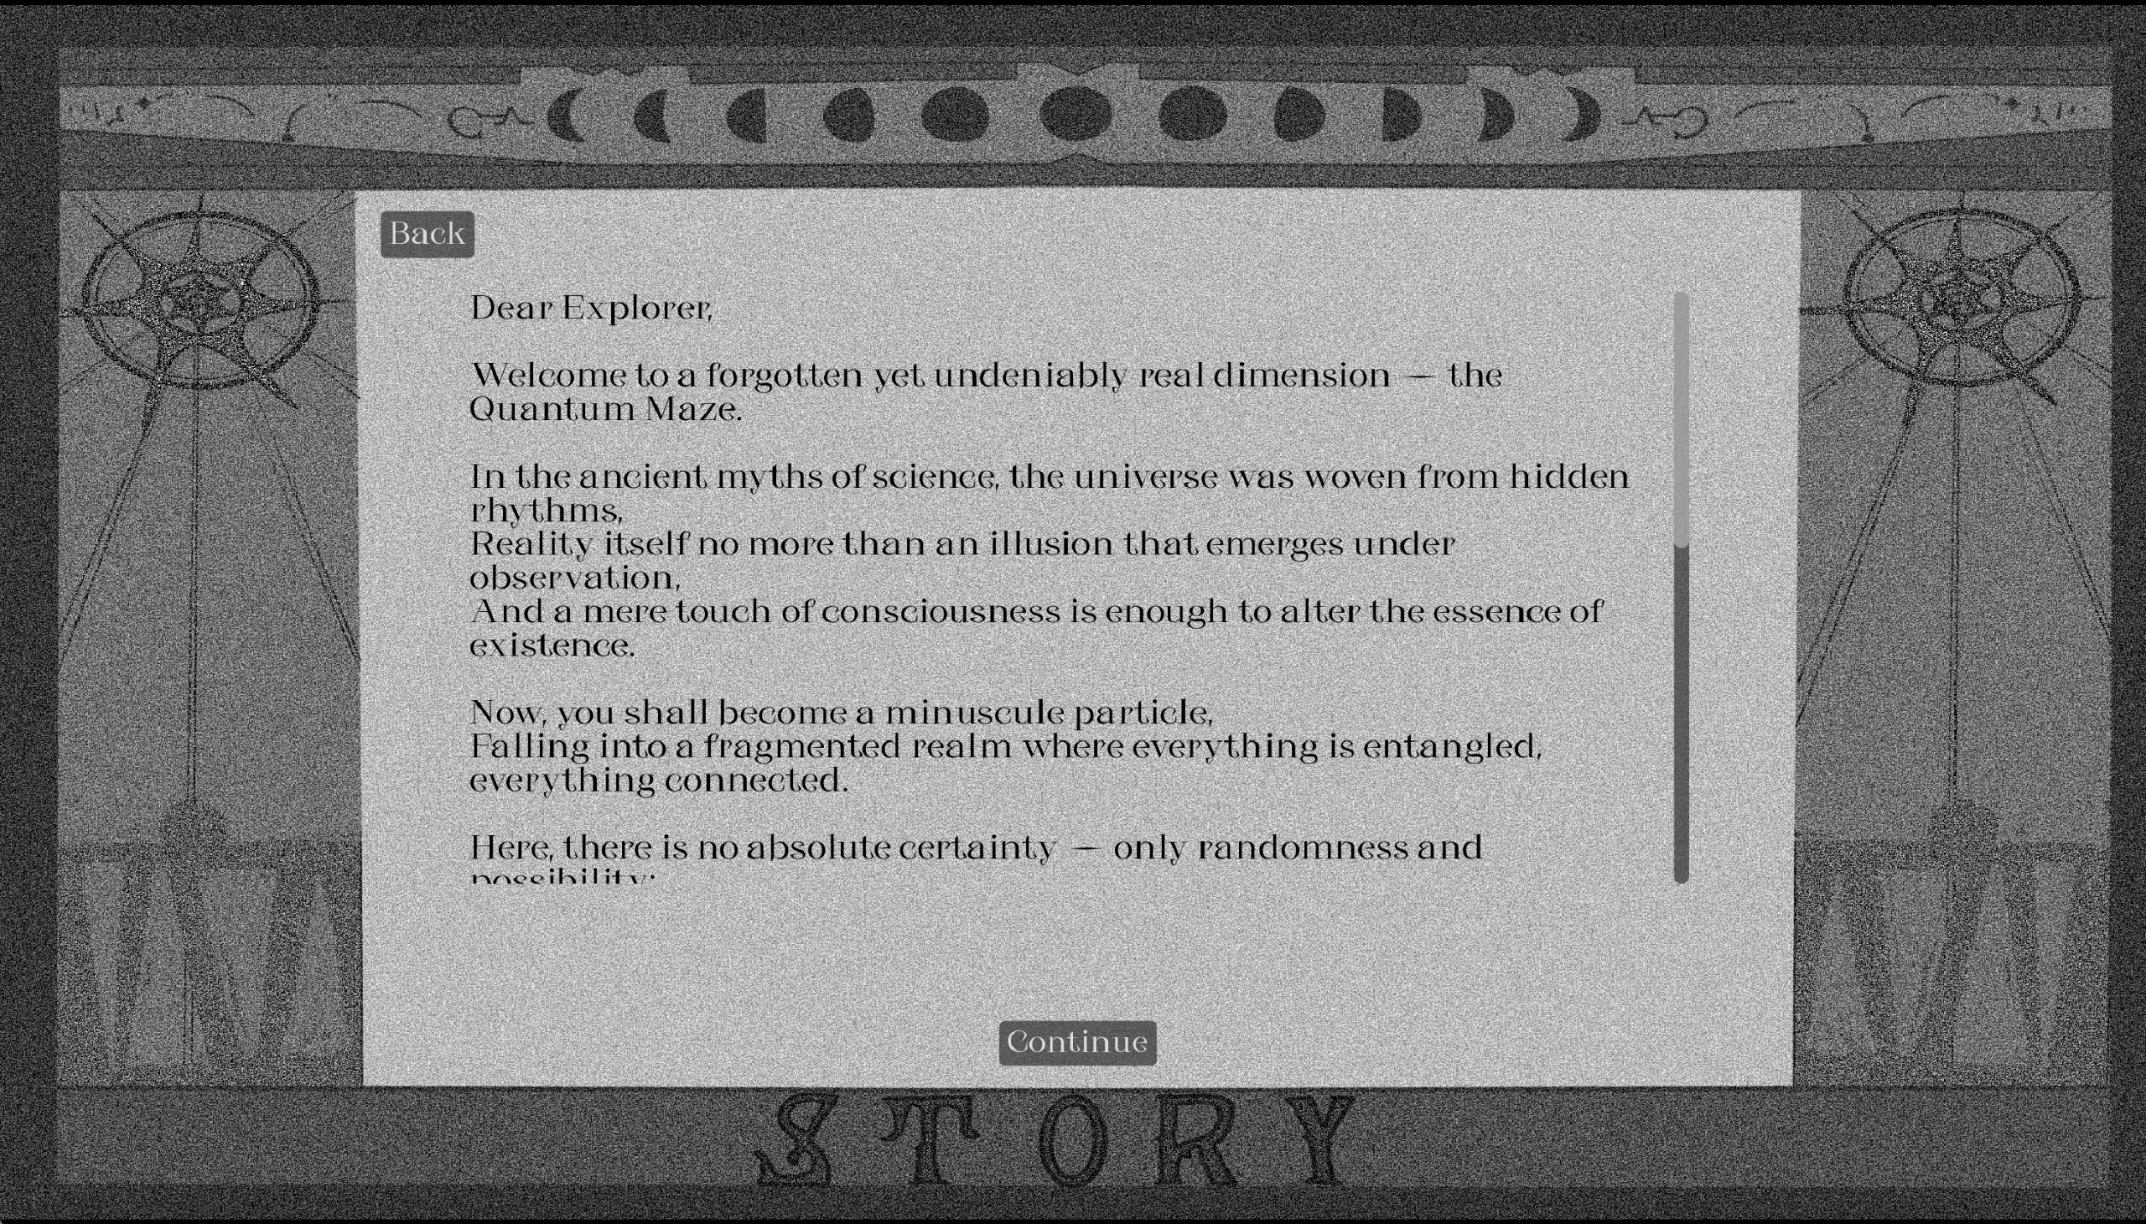 Back
Dear Explorer,
Welcome to a forgotten yet undeniably real dimension — the
Quantum Maze.
In the ancient myths of science, the universe was woven from hidden
rhythms,
Reality itself no more than an illusion that emerges under
observation,
And a mere touch of consciousness is enough to alter the essence of
existence.
Now, you shall become a minuscule particle,
Falling into a fragmented realm where everything is entangled,
everything connected.
Here, there is no absolute certainty — only randomness and
possibility;
Continue
STORY